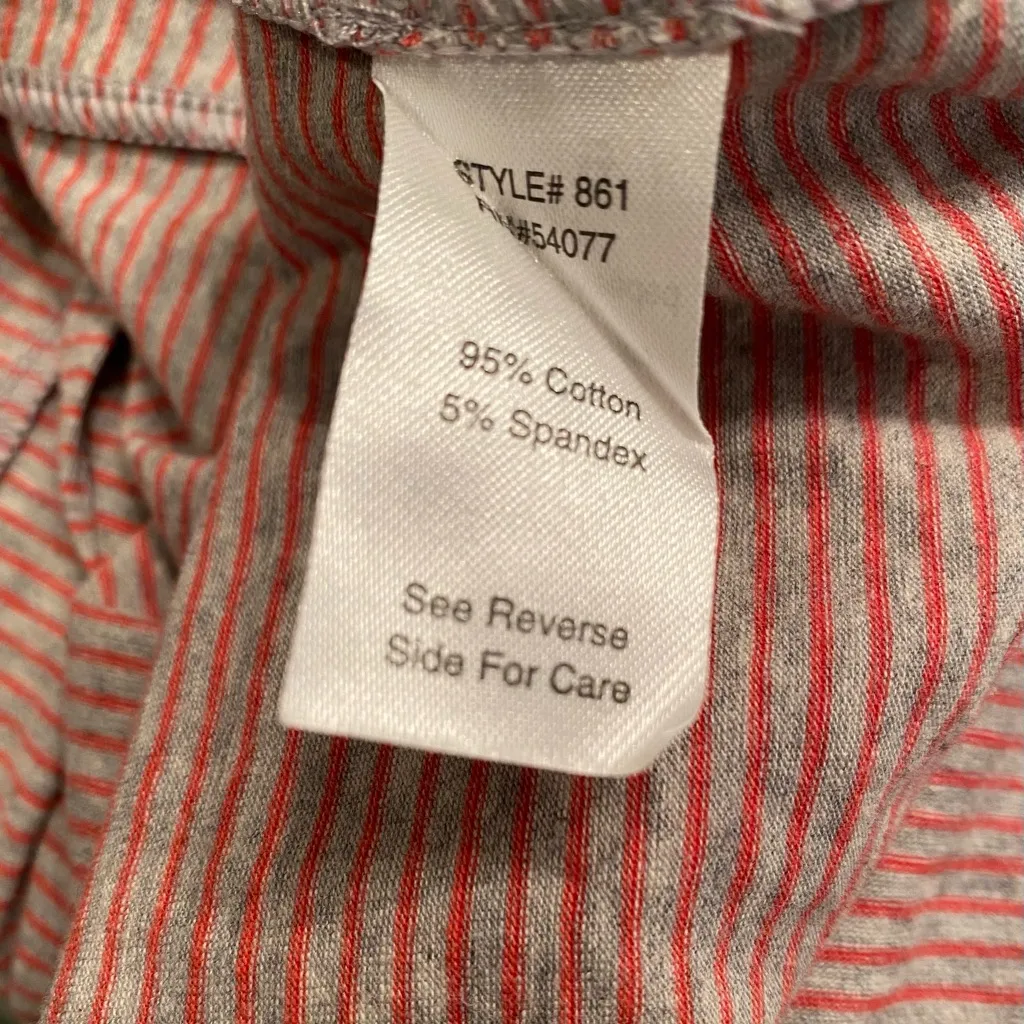 STYLE# 861
#54077
95% Cotton
5% Spandex
See Reverse
Side For Care